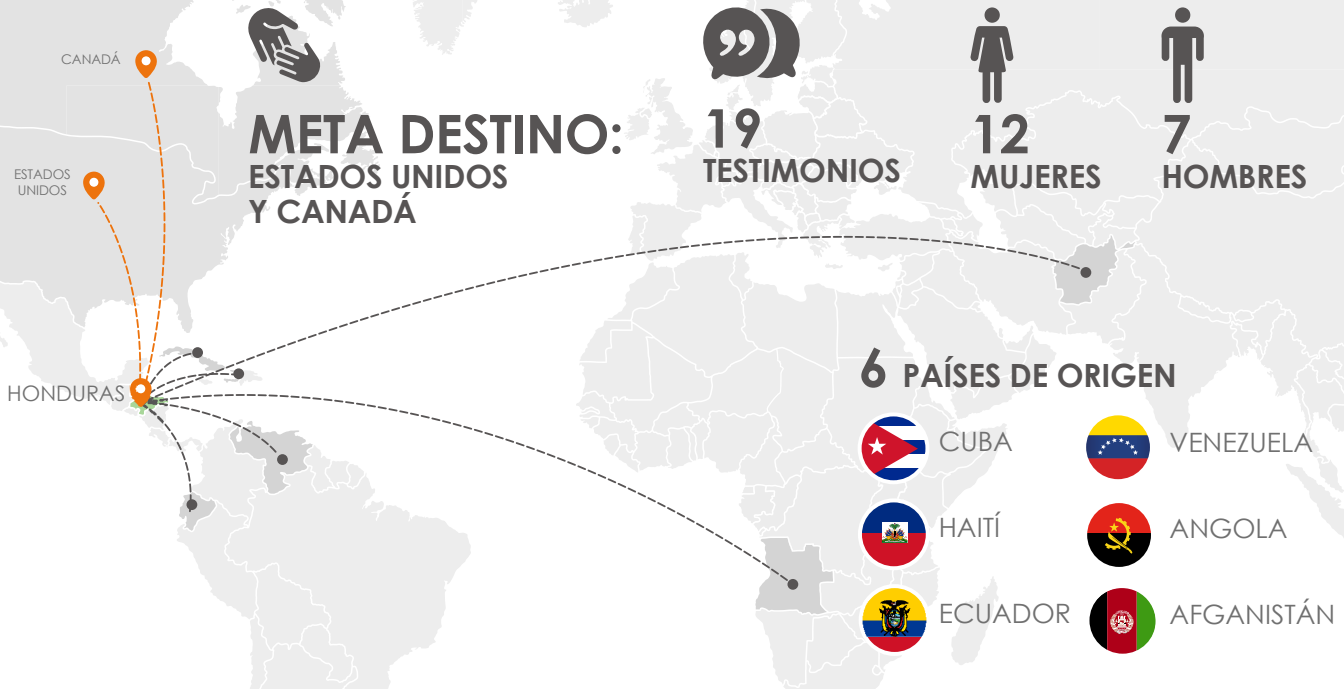 CANADÁ
ESTADOS
UNIDOS
HONDURAS
META DESTINO:
ESTADOS UNIDOS
Y CANADÁ
19
TESTIMONIOS
12
MUJERES
7
HOMBRES
6 PAÍSES DE ORIGEN
CUBA
VENEZUELA
HAITÍ
ANGOLA
ECUADOR
AFGANISTÁN